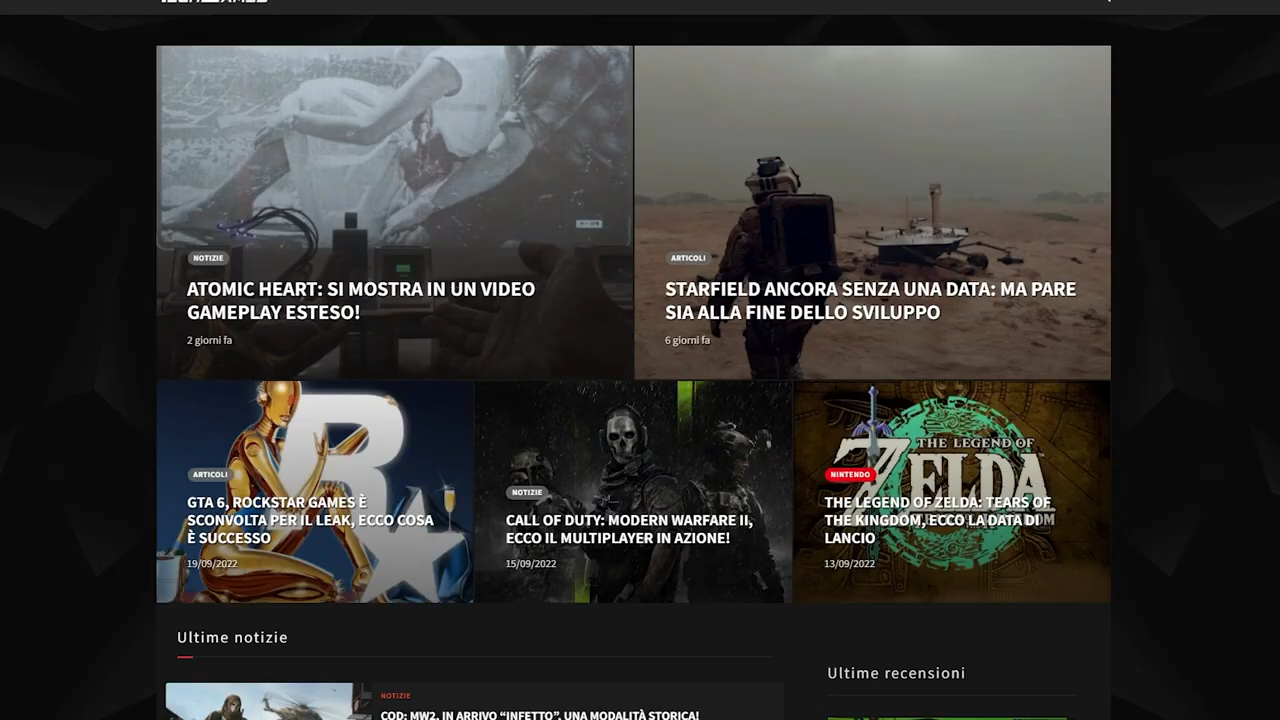 NOTIZIE
ATOMIC HEART: SI MOSTRA IN UN VIDEO
GAMEPLAY ESTESO!
2 giorni fa
ARTICOLI
STARFIELD ANCORA SENZA UNA DATA: MA PARE
SIA ALLA FINE DELLO SVILUPPO
6 giorni fa
ARTICOLI
GTA 6, ROCKSTAR GAMES È
SCONVOLTA PER IL LEAK, ECCO COSA
È SUCCESSO
19/09/2022
R
NOTIZIE
CALL OF DUTY: MODERN WARFARE II,
ECCO IL MULTIPLAYER IN AZIONE!
15/09/2022
THE LEGEND OF
ZELDA
NINTENDO
THE LEGEND OF ZELDA: TEARS OF
THE KINGDOM, ECCO LA DATA DI
LANCIO
13/09/2022
Ultime notizie
Ultime recensioni
NOTIZIE
COD: MW2, IN ARRIVO “INFETTO”, UNA MODALITÀ STORICA!